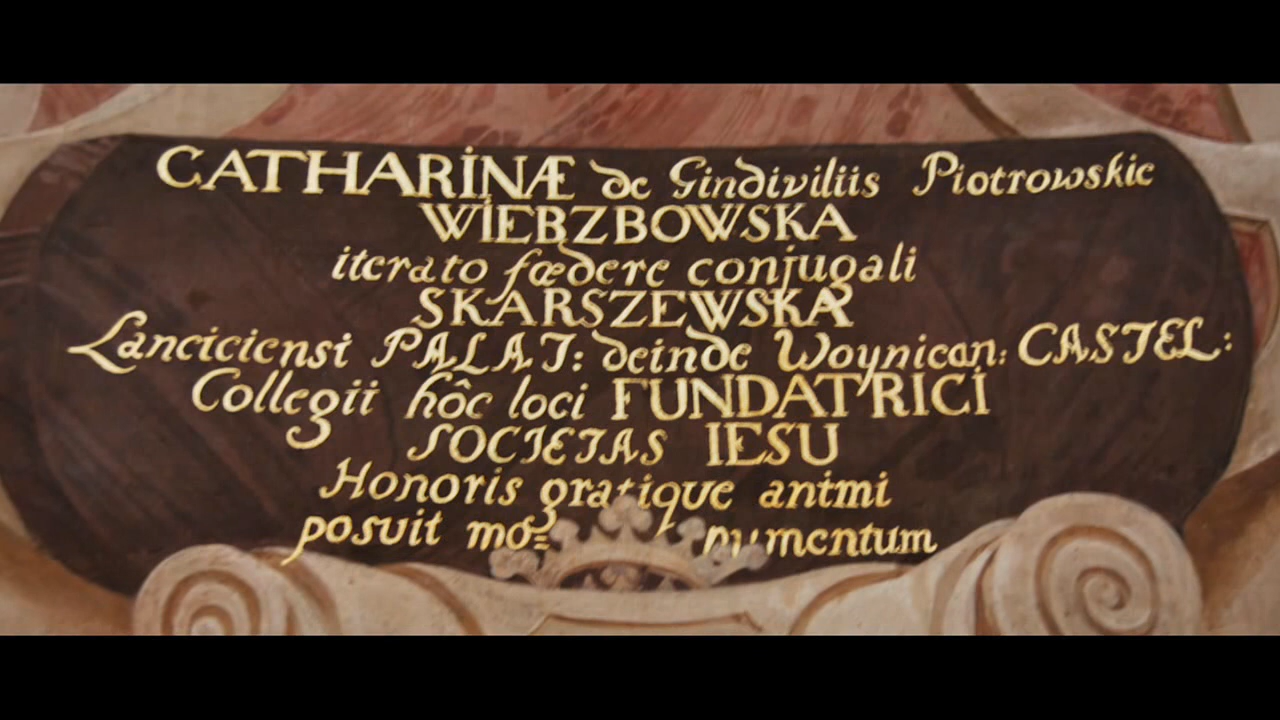 CATHARINÆ de Gindiviliis Piotrowskie
WIERZBOWSKA
iterato fœdere conjugali
SKARSZEWSKA
Lanciciensi PALAT: deinde Woynican: CASTEL:
Collegii hôc loci FUNDATRICI
SOCIETAS IESU
Honoris gratique animi
posuit mo= numentum